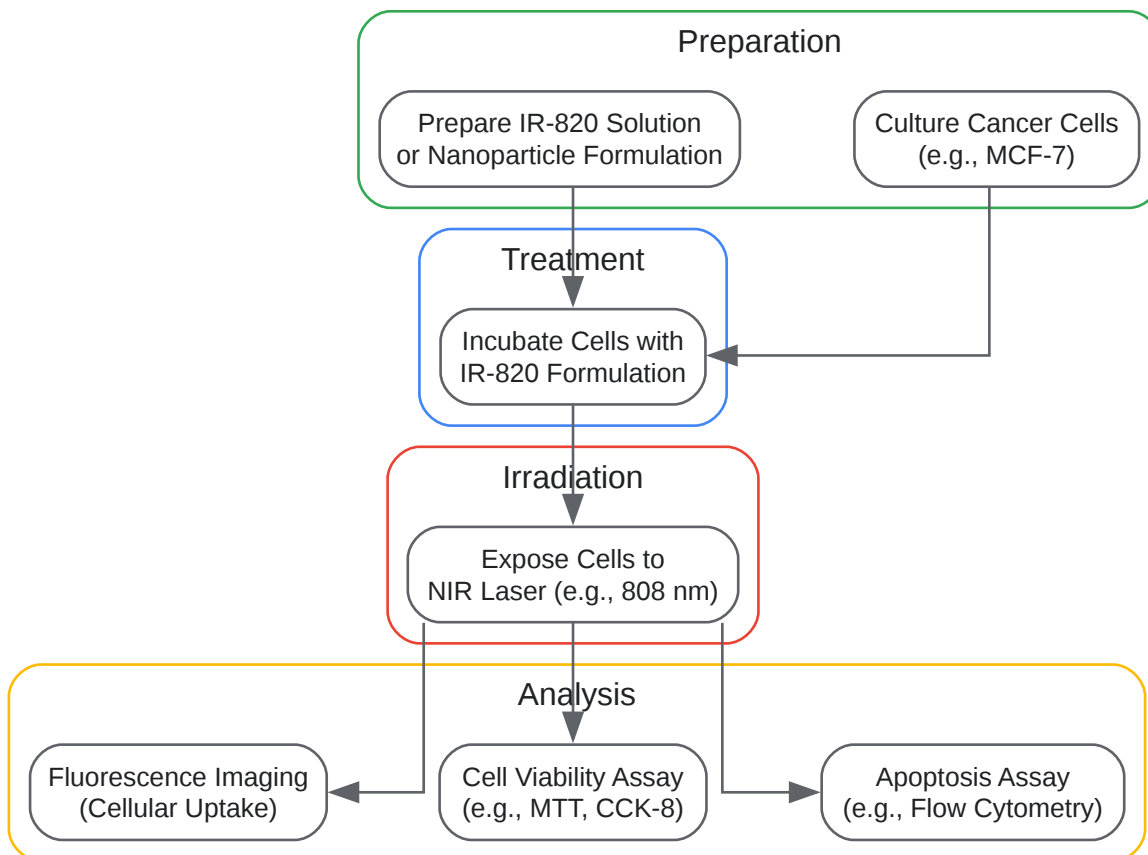 Preparation
Prepare IR-820 Solution
or Nanoparticle Formulation
Culture Cancer Cells
(e.g., MCF-7)
Treatment
Incubate Cells with
IR-820 Formulation
Irradiation
Expose Cells to
NIR Laser (e.g., 808 nm)
Analysis
Fluorescence Imaging
(Cellular Uptake)
Cell Viability Assay
(e.g., MTT, CCK-8)
Apoptosis Assay
(e.g., Flow Cytometry)